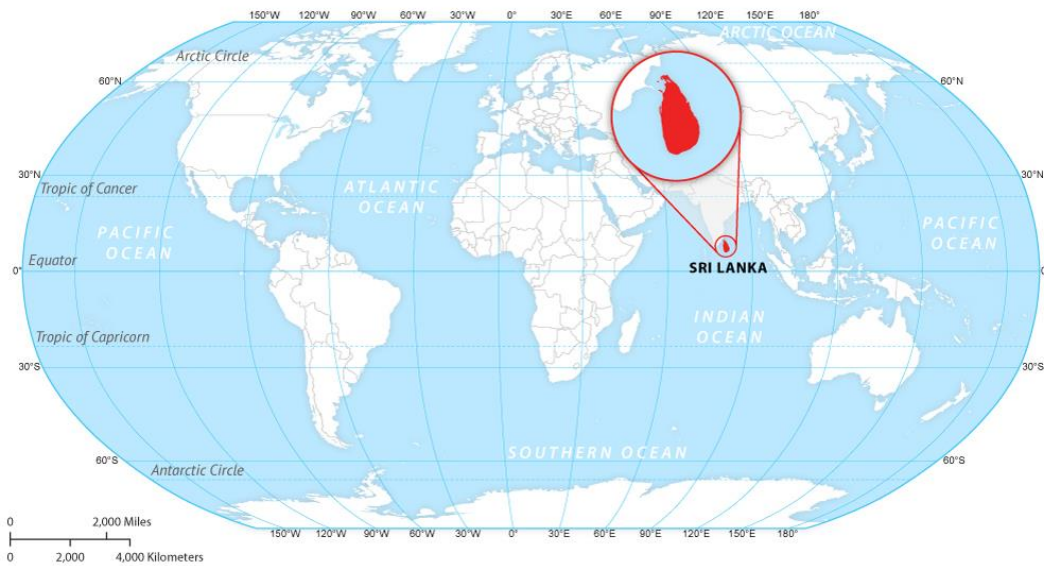 150°W 120°W 90°W 60°W 30°W 0° 30°E 60°E 90°E 120°E 150°E 180°
ARCTIC OCEAN
Arctic Circle
60°N 60°N
30°N 30°N
Tropic of Cancer
ATLANTIC
OCEAN
PACIFIC
OCEAN
PACIFIC
OCEAN
Equator
SRI LANKA
0° 0
INDIAN
OCEAN
Tropic of Capricorn
30°S 30°S
SOUTHERN OCEAN
60°S 60°S
Antarctic Circle
0 2,000 Miles
0 2,000 4,000 Kilometers
150°W 120°W 90°W 60°W 30°W 0° 30°E 60°E 90°E 120°E 150°E 180°